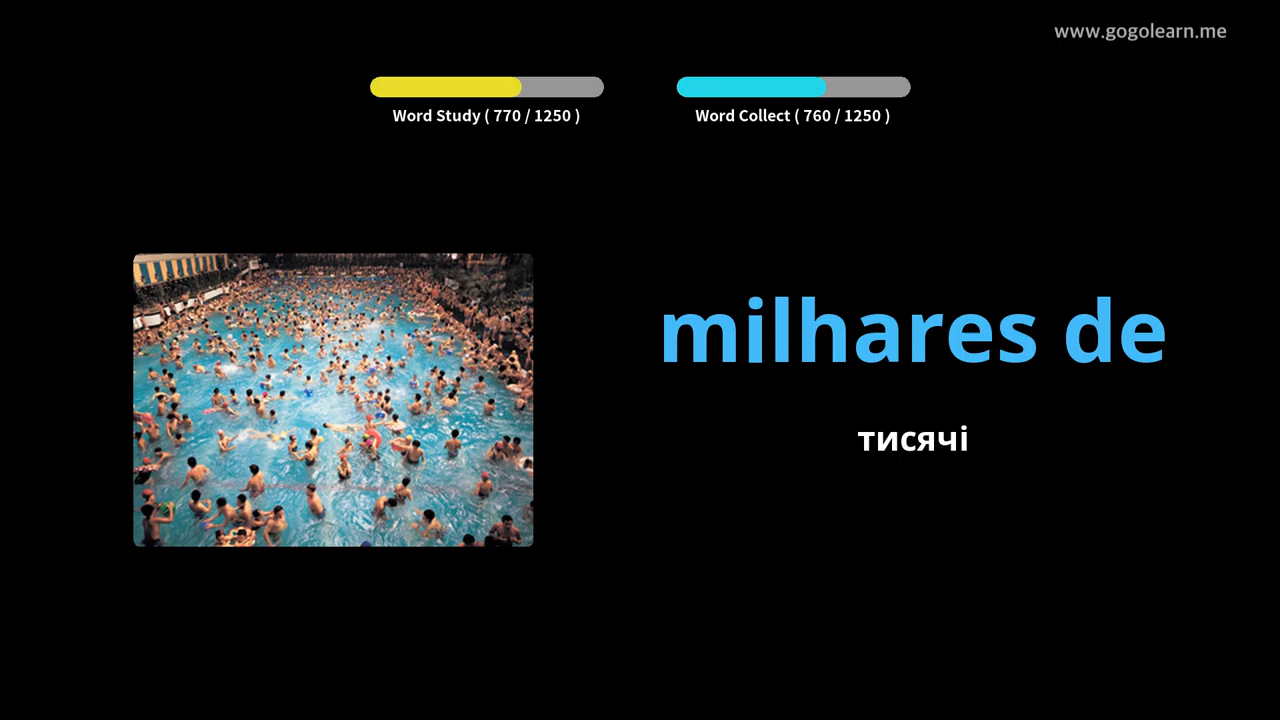 www.gogolearn.me
Word Study ( 770 / 1250 )
Word Collect ( 760 / 1250 )
milhares de
тисячі